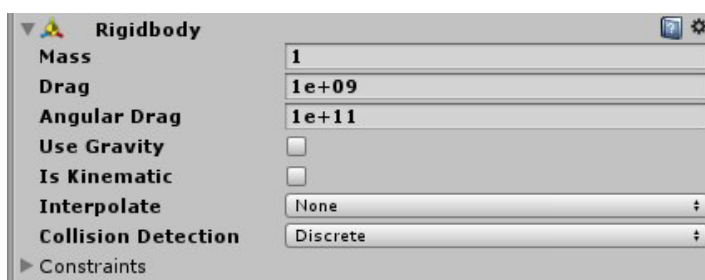 Rigidbody
Mass 1
Drag 1e+09
Angular Drag 1e+11
Use Gravity
Is Kinematic
Interpolate None
Collision Detection Discrete
Constraints